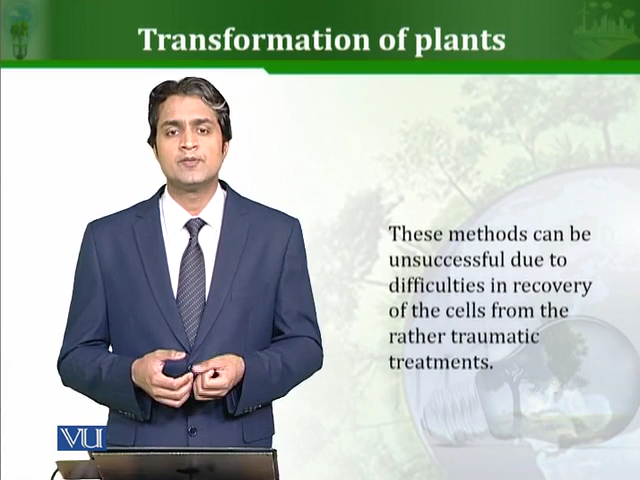 Transformation of plants
These methods can be
unsuccessful due to
difficulties in recovery
of the cells from the
rather traumatic
treatments.
VU